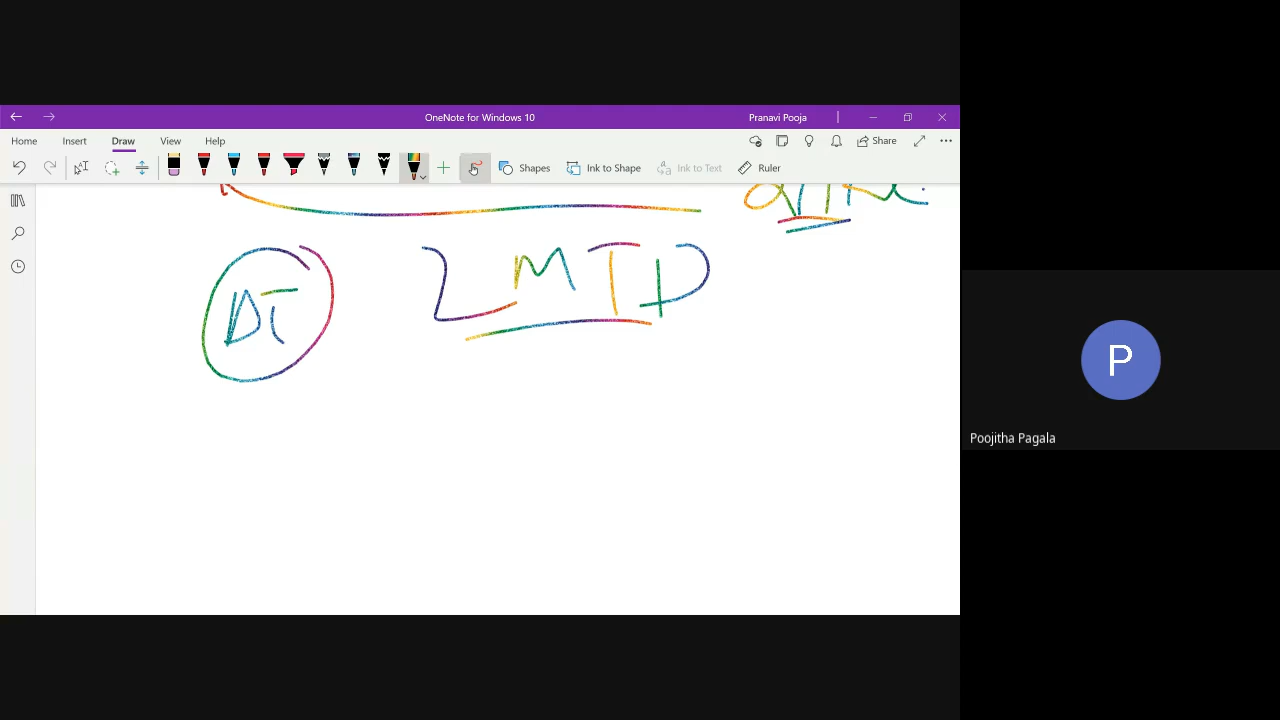 OneNote for Windows 10
Pranavi Pooja
Home Insert Draw View Help
Share
Shapes Ink to Shape Ink to Text Ruler
LMTD
P
Poojitha Pagala